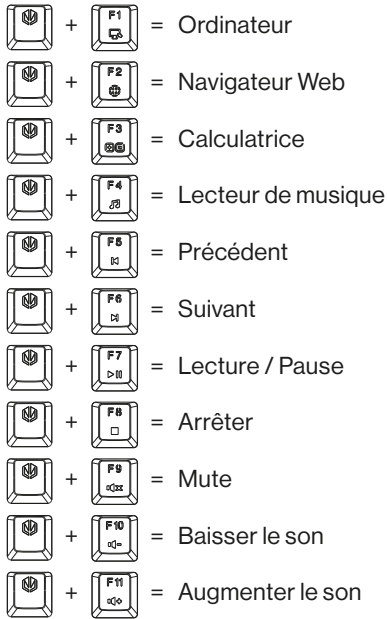 + F1 = Ordinateur
+ F2 = Navigateur Web
+ F3 = Calculatrice
+ F4 = Lecteur de musique
+ F5 = Précédent
+ F6 = Suivant
+ F7 = Lecture / Pause
+ F8 = Arrêter
+ F9 = Mute
+ F10 = Baisser le son
+ F11 = Augmenter le son